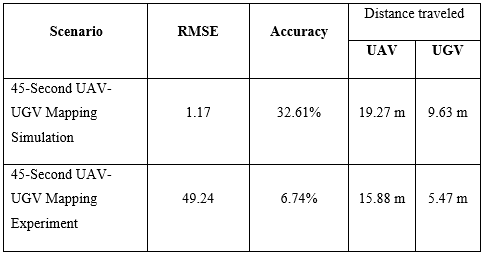 Scenario RMSE Accuracy Distance traveled
UAV UGV
45-Second UAV-
UGV Mapping
Simulation
1.17 32.61% 19.27 m 9.63 m
45-Second UAV-
UGV Mapping
Experiment
49.24 6.74% 15.88 m 5.47 m